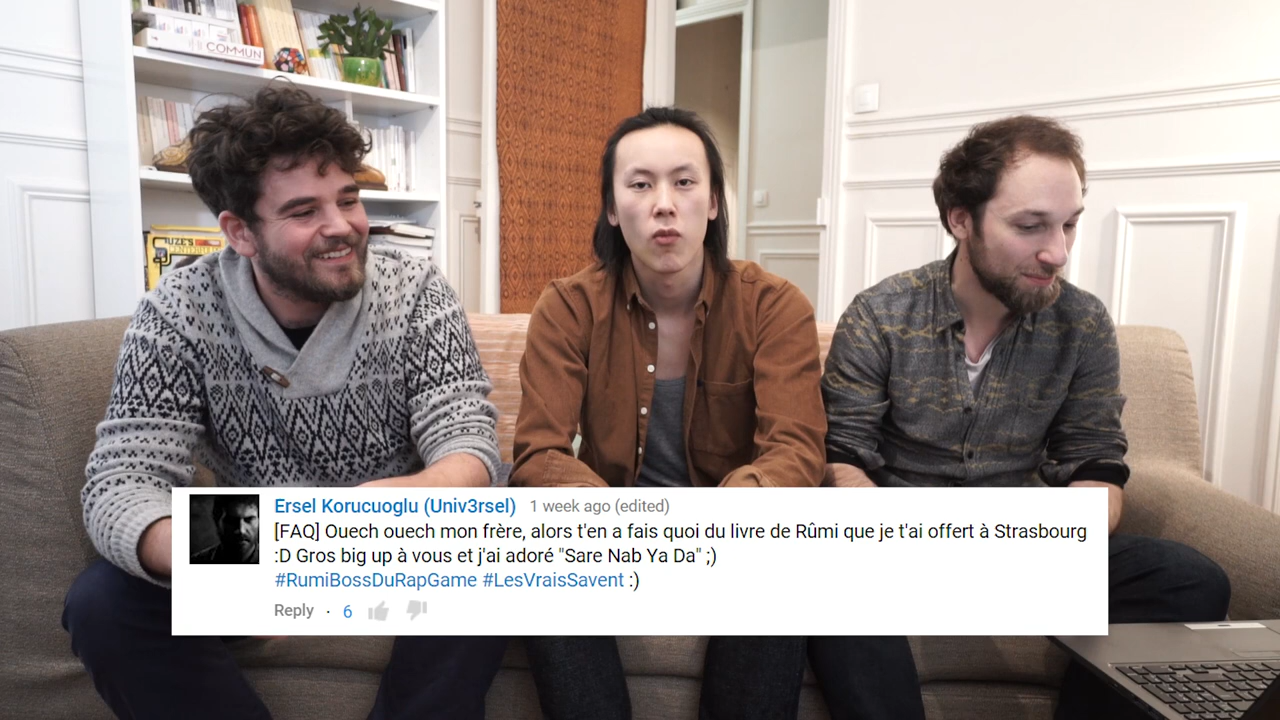 COMMUN
Ersel Korucuoglu (Univ3rsel) 1 week ago (edited)
[FAQ] Ouech ouech mon frère, alors t'en a fais quoi du livre de Rûmi que je t'ai offert à Strasbourg
:D Gros big up à vous et j'ai adoré "Sare Nab Ya Da" ;)
#RumiBossDuRapGame #LesVraisSavent :)
Reply · 6